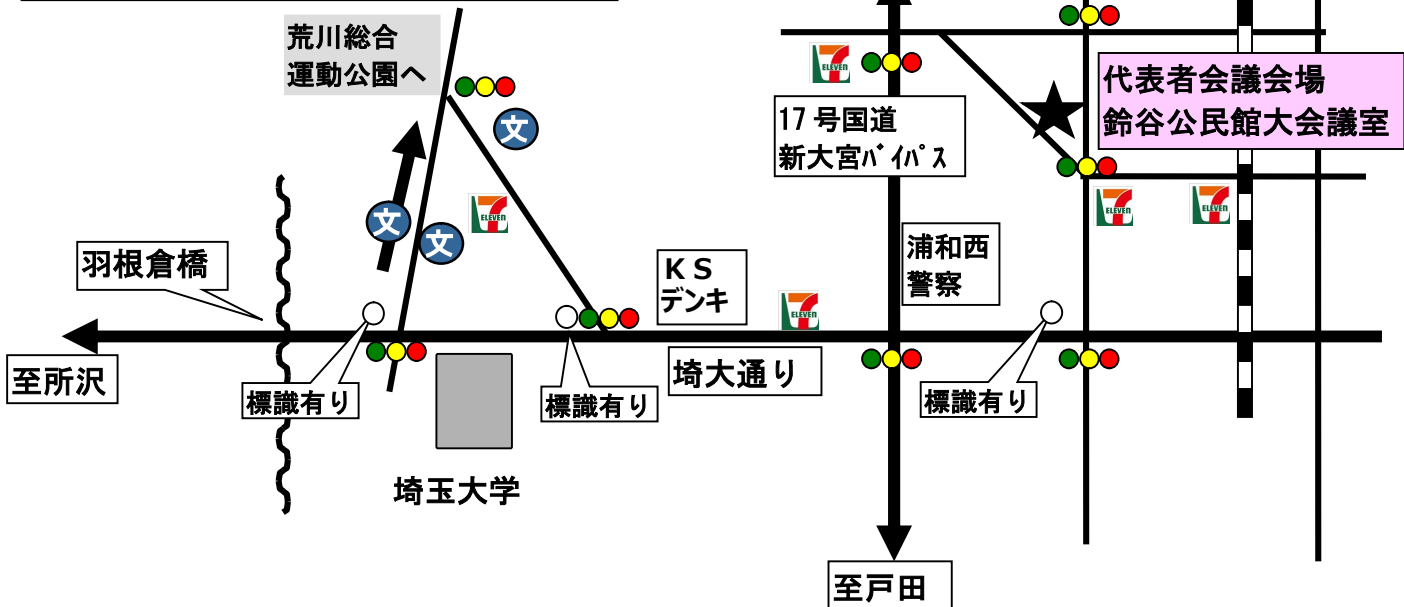 荒川総合
運動公園へ
文
ELEVEN
17 号国道
新大宮ﾊﾞｲﾊﾟｽ
代表者会議会場
鈴谷公民館大会議室
文
文
ELEVEN
ELEVEN
ELEVEN
羽根倉橋
ＫＳ
デンキ
浦和西
警察
ELEVEN
至所沢
標識有り
標識有り
埼大通り
標識有り
埼玉大学
至戸田